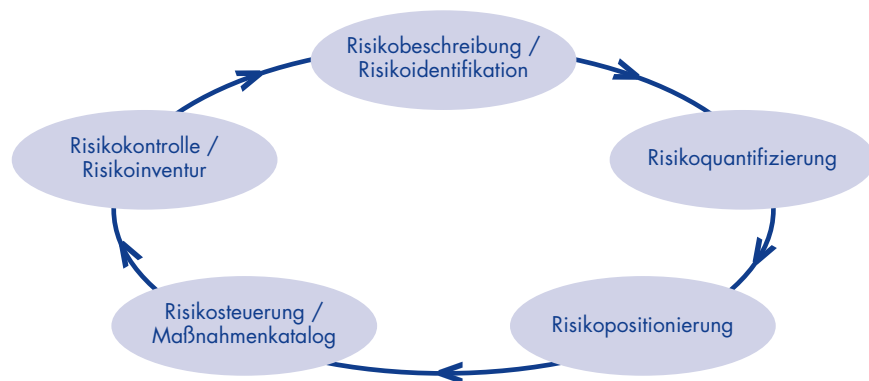 Risikobeschreibung /
Risikoidentifikation
Risikoquantifizierung
Risikopositionierung
Risikosteuerung /
Maßnahmenkatalog
Risikokontrolle /
Risikoinventur